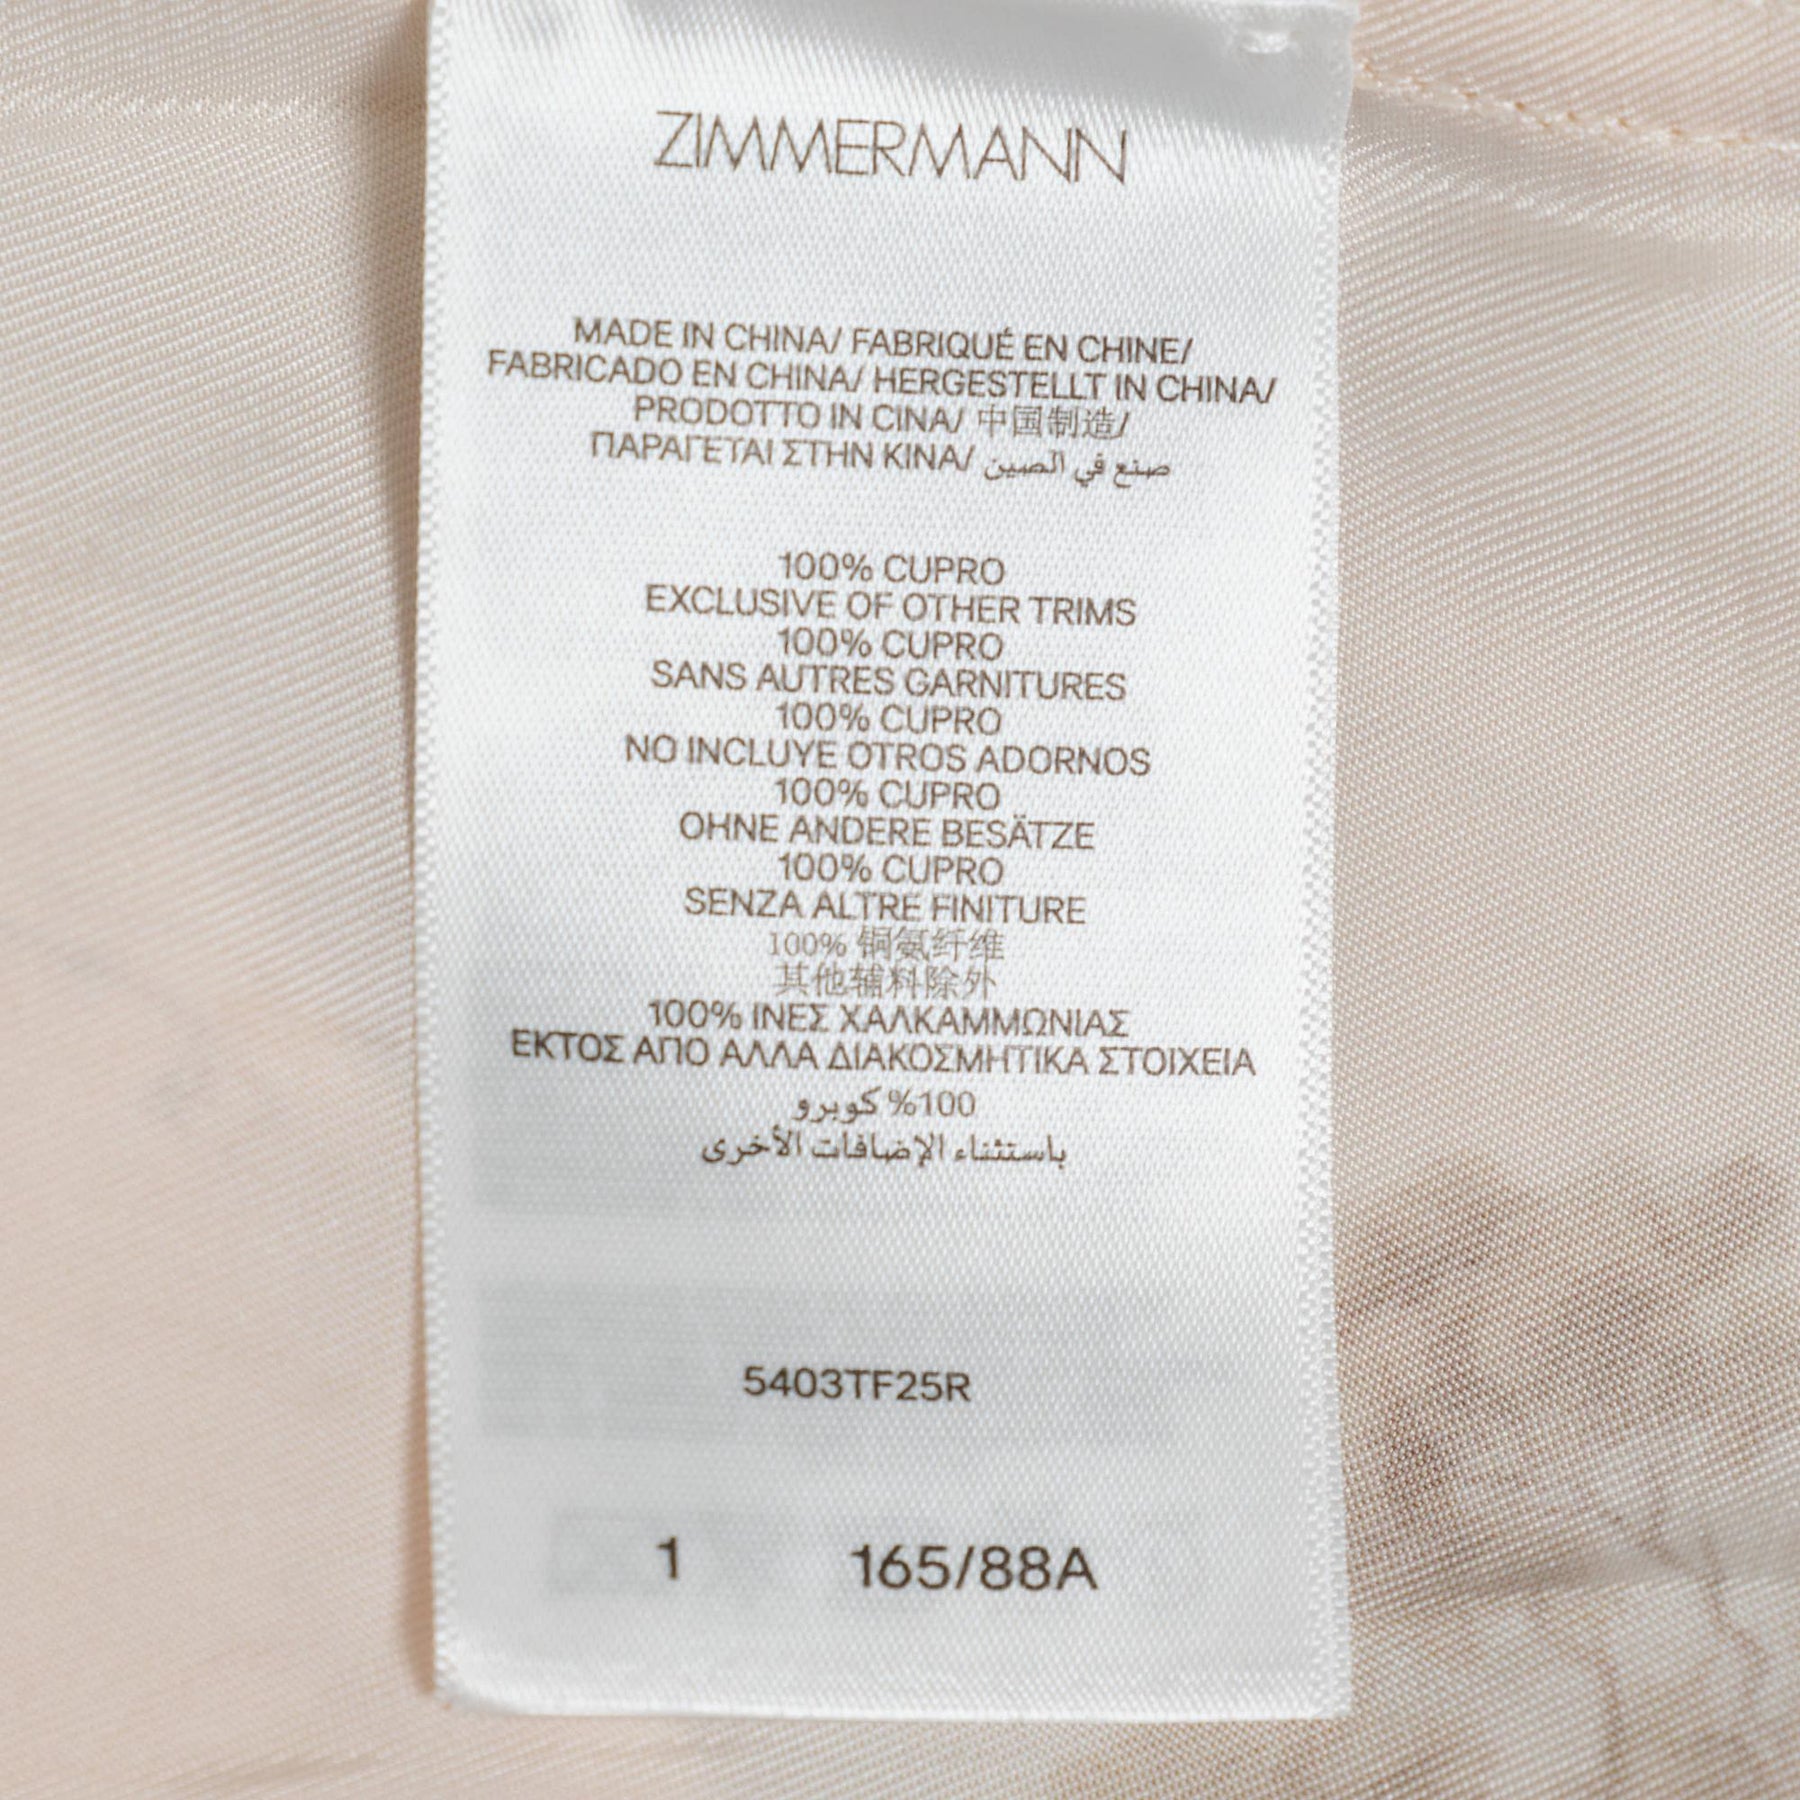 ZIMMERMANN
MADE IN CHINA/ FABRIQUÉ EN CHINE/
FABRICADO EN CHINA/ HERGESTELLT IN CHINA/
PRODOTTO IN CINA/ 中国制造/
ΠΑΡΑΓΕΤΑΙ ΣΤΗΝ ΚΙΝΑ/ صنع في الصين
100% CUPRO
EXCLUSIVE OF OTHER TRIMS
100% CUPRO
SANS AUTRES GARNITURES
100% CUPRO
NO INCLUYE OTROS ADORNOS
100% CUPRO
OHNE ANDERE BESÄTZE
100% CUPRO
SENZA ALTRE FINITURE
100% 铜氨纤维
其他辅料除外
100% ΙΝΕΣ ΧΑΛΚΑΜΜΩΝΙΑΣ
ΕΚΤΟΣ ΑΠΟ ΑΛΛΑ ΔΙΑΚΟΣΜΗΤΙΚΑ ΣΤΟΙΧΕΙΑ
100% كوبرو
باستثناء الإضافات الأخرى
5403TF25R
1 165/88A